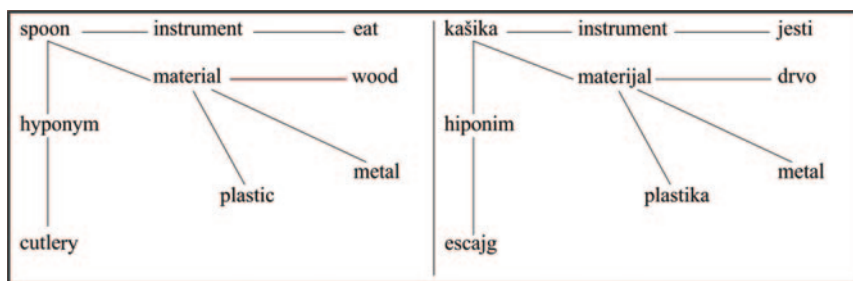 spoon instrument eat
material wood
hyponym
metal
plastic
cutlery
kašika instrument jesti
materijal drvo
hiponim
metal
plastika
escajg